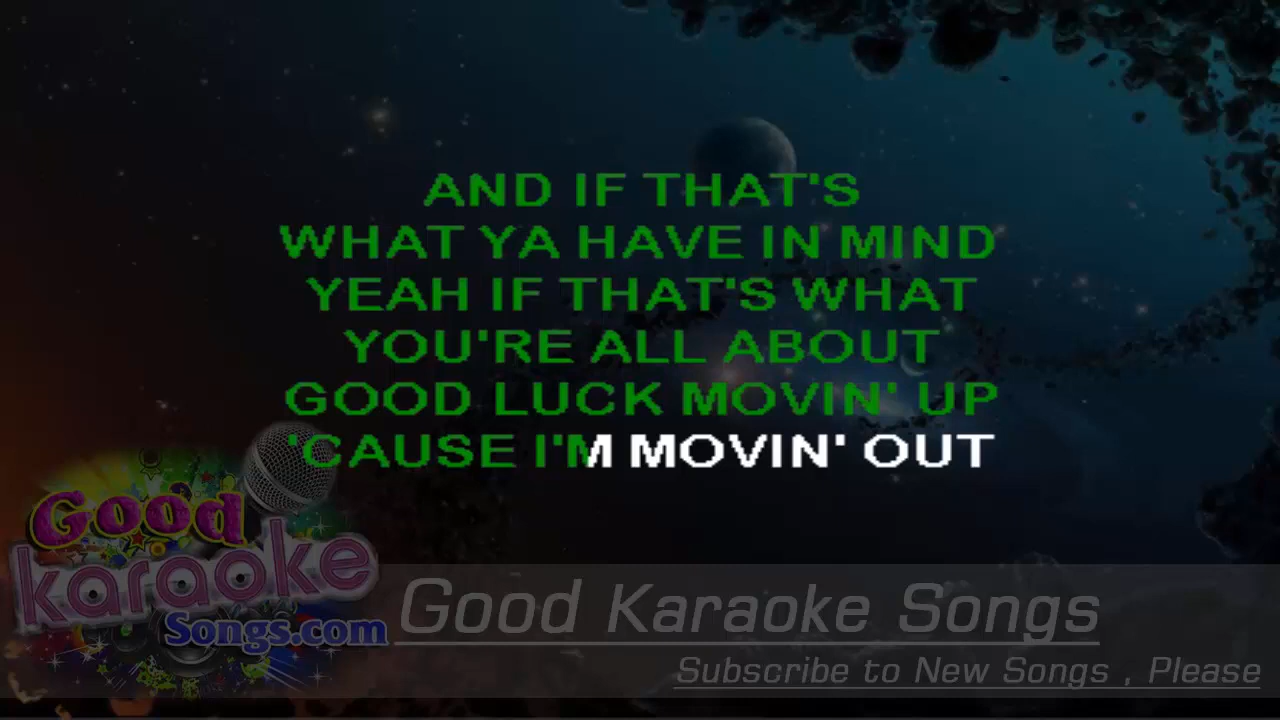 AND IF THAT'S
WHAT YA HAVE IN MIND
YEAH IF THAT'S WHAT
YOU'RE ALL ABOUT
GOOD LUCK MOVIN' UP
'CAUSE I'M MOVIN' OUT
Good
karaoke
Songs.com
Good Karaoke Songs
Subscribe to New Songs , Please